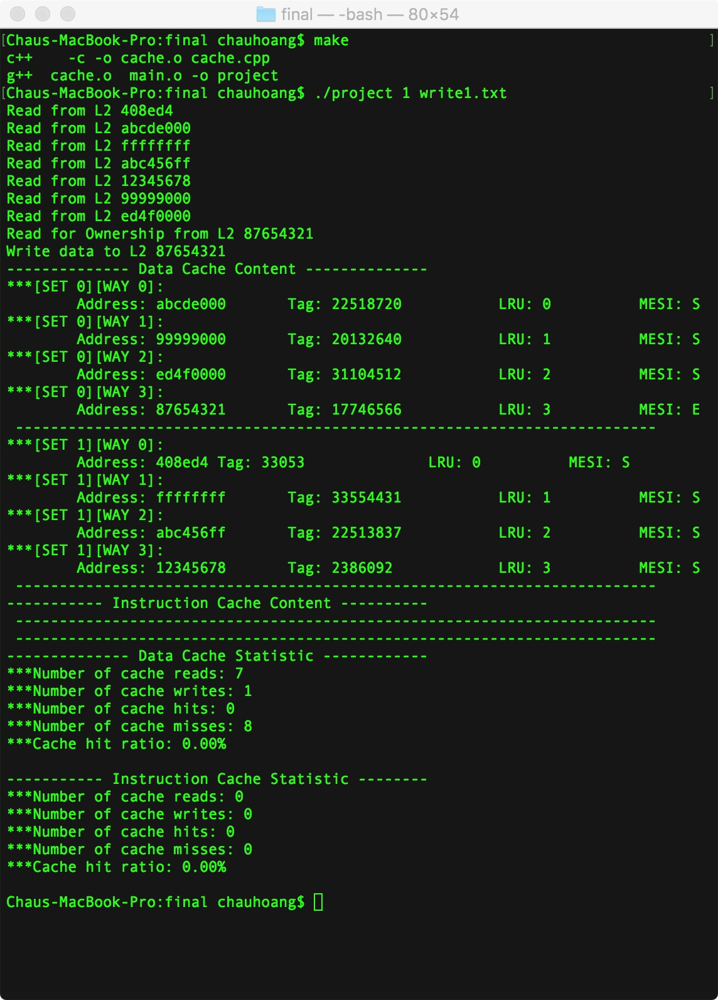 final — -bash — 80×54
[Chaus-MacBook-Pro:final chauhoang$ make ]
c++    -c -o cache.o cache.cpp
g++  cache.o  main.o -o project
[Chaus-MacBook-Pro:final chauhoang$ ./project 1 write1.txt ]
Read from L2 408ed4
Read from L2 abcde000
Read from L2 ffffffff
Read from L2 abc456ff
Read from L2 12345678
Read from L2 99999000
Read from L2 ed4f0000
Read for Ownership from L2 87654321
Write data to L2 87654321
-------------- Data Cache Content --------------
***[SET 0][WAY 0]:
        Address: abcde000       Tag: 22518720           LRU: 0          MESI: S
***[SET 0][WAY 1]:
        Address: 99999000       Tag: 20132640           LRU: 1          MESI: S
***[SET 0][WAY 2]:
        Address: ed4f0000       Tag: 31104512           LRU: 2          MESI: S
***[SET 0][WAY 3]:
        Address: 87654321       Tag: 17746566           LRU: 3          MESI: E
 -------------------------------------------------------------------------
***[SET 1][WAY 0]:
        Address: 408ed4 Tag: 33053              LRU: 0          MESI: S
***[SET 1][WAY 1]:
        Address: ffffffff       Tag: 33554431           LRU: 1          MESI: S
***[SET 1][WAY 2]:
        Address: abc456ff       Tag: 22513837           LRU: 2          MESI: S
***[SET 1][WAY 3]:
        Address: 12345678       Tag: 2386092            LRU: 3          MESI: S
 -------------------------------------------------------------------------
----------- Instruction Cache Content ----------
 -------------------------------------------------------------------------
 -------------------------------------------------------------------------
-------------- Data Cache Statistic ------------
***Number of cache reads: 7
***Number of cache writes: 1
***Number of cache hits: 0
***Number of cache misses: 8
***Cache hit ratio: 0.00%
----------- Instruction Cache Statistic --------
***Number of cache reads: 0
***Number of cache writes: 0
***Number of cache hits: 0
***Number of cache misses: 0
***Cache hit ratio: 0.00%
Chaus-MacBook-Pro:final chauhoang$